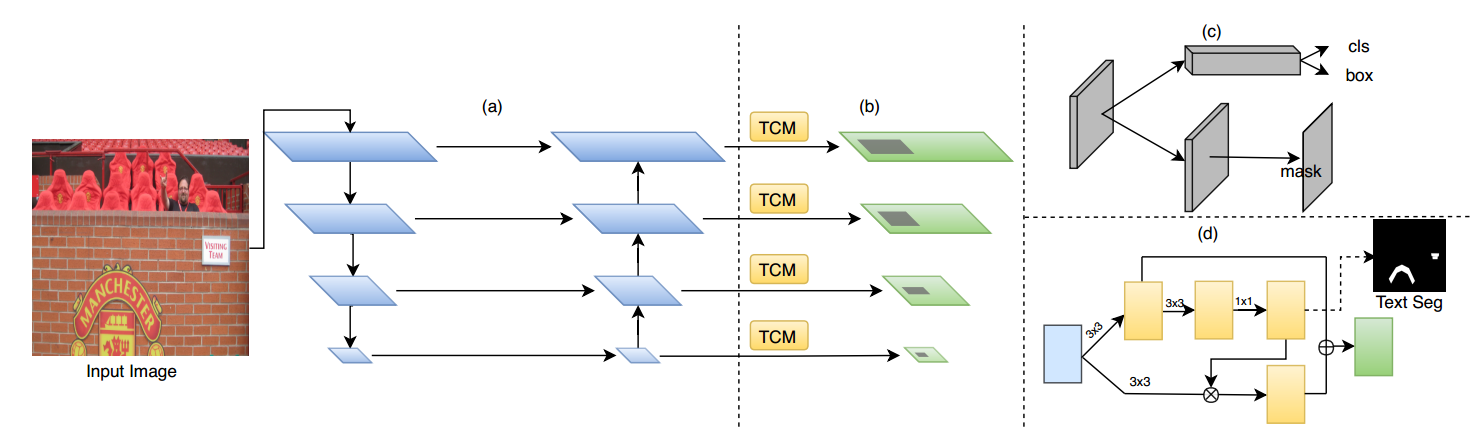 (a)
(b)
(c)
cls
box
mask
TCM
TCM
TCM
TCM
VISITING
TEAM
MANCHESTER
Input Image
(d)
3x3
3x3
1x1
3x3
Text Seg